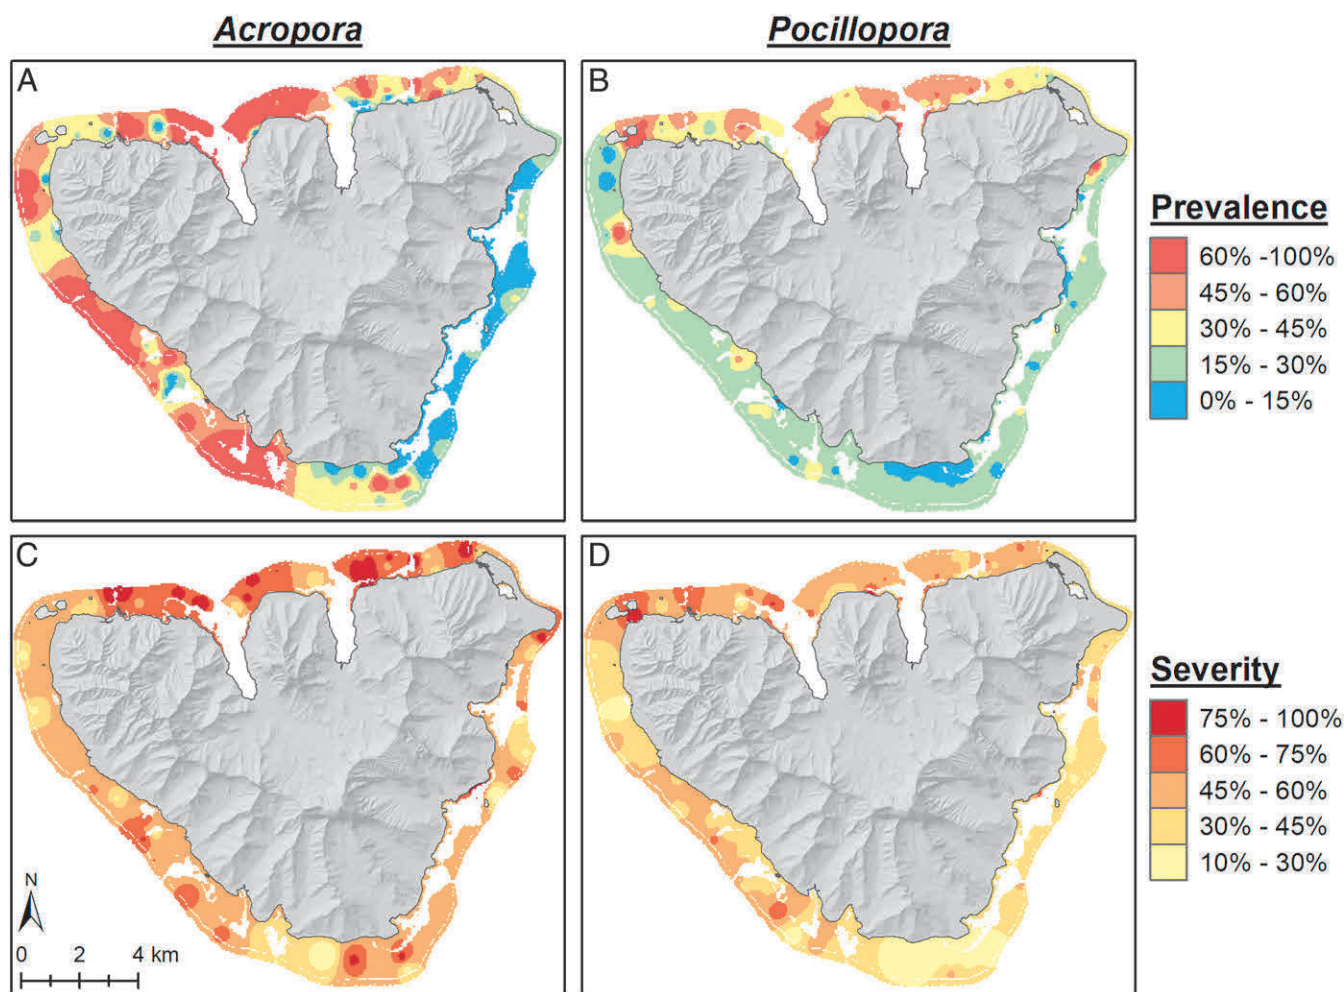 Acropora
Pocillopora
A
B
Prevalence
60% -100%
45% - 60%
30% - 45%
15% - 30%
0% - 15%
C
D
Severity
75% - 100%
60% - 75%
45% - 60%
30% - 45%
10% - 30%
N
0 2 4 km